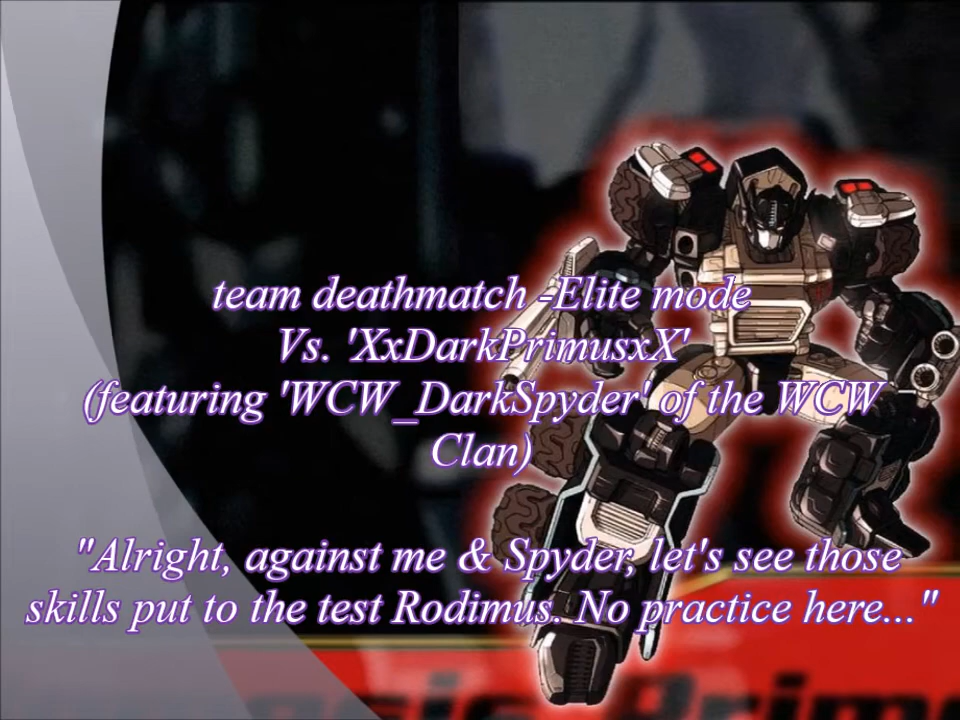 team deathmatch -Elite mode
Vs. 'XxDarkPrimusxX'
(featuring 'WCW_DarkSpyder' of the WCW
Clan)
"Alright, against me & Spyder, let's see those
skills put to the test Rodimus. No practice here..."